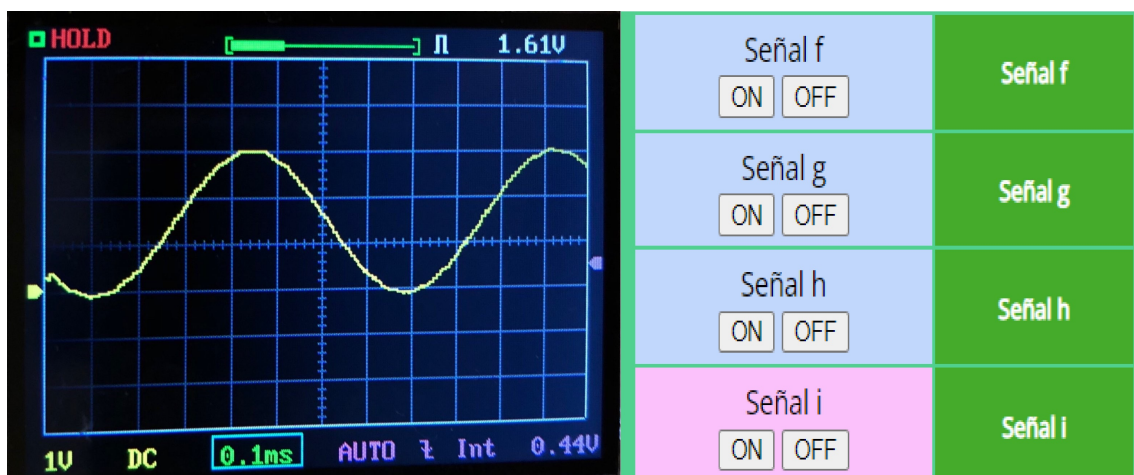 HOLD 1.61V
1V DC 0.1ms AUTO Int 0.44V
Señal f
ON OFF
Señal f
Señal g
ON OFF
Señal g
Señal h
ON OFF
Señal h
Señal i
ON OFF
Señal i